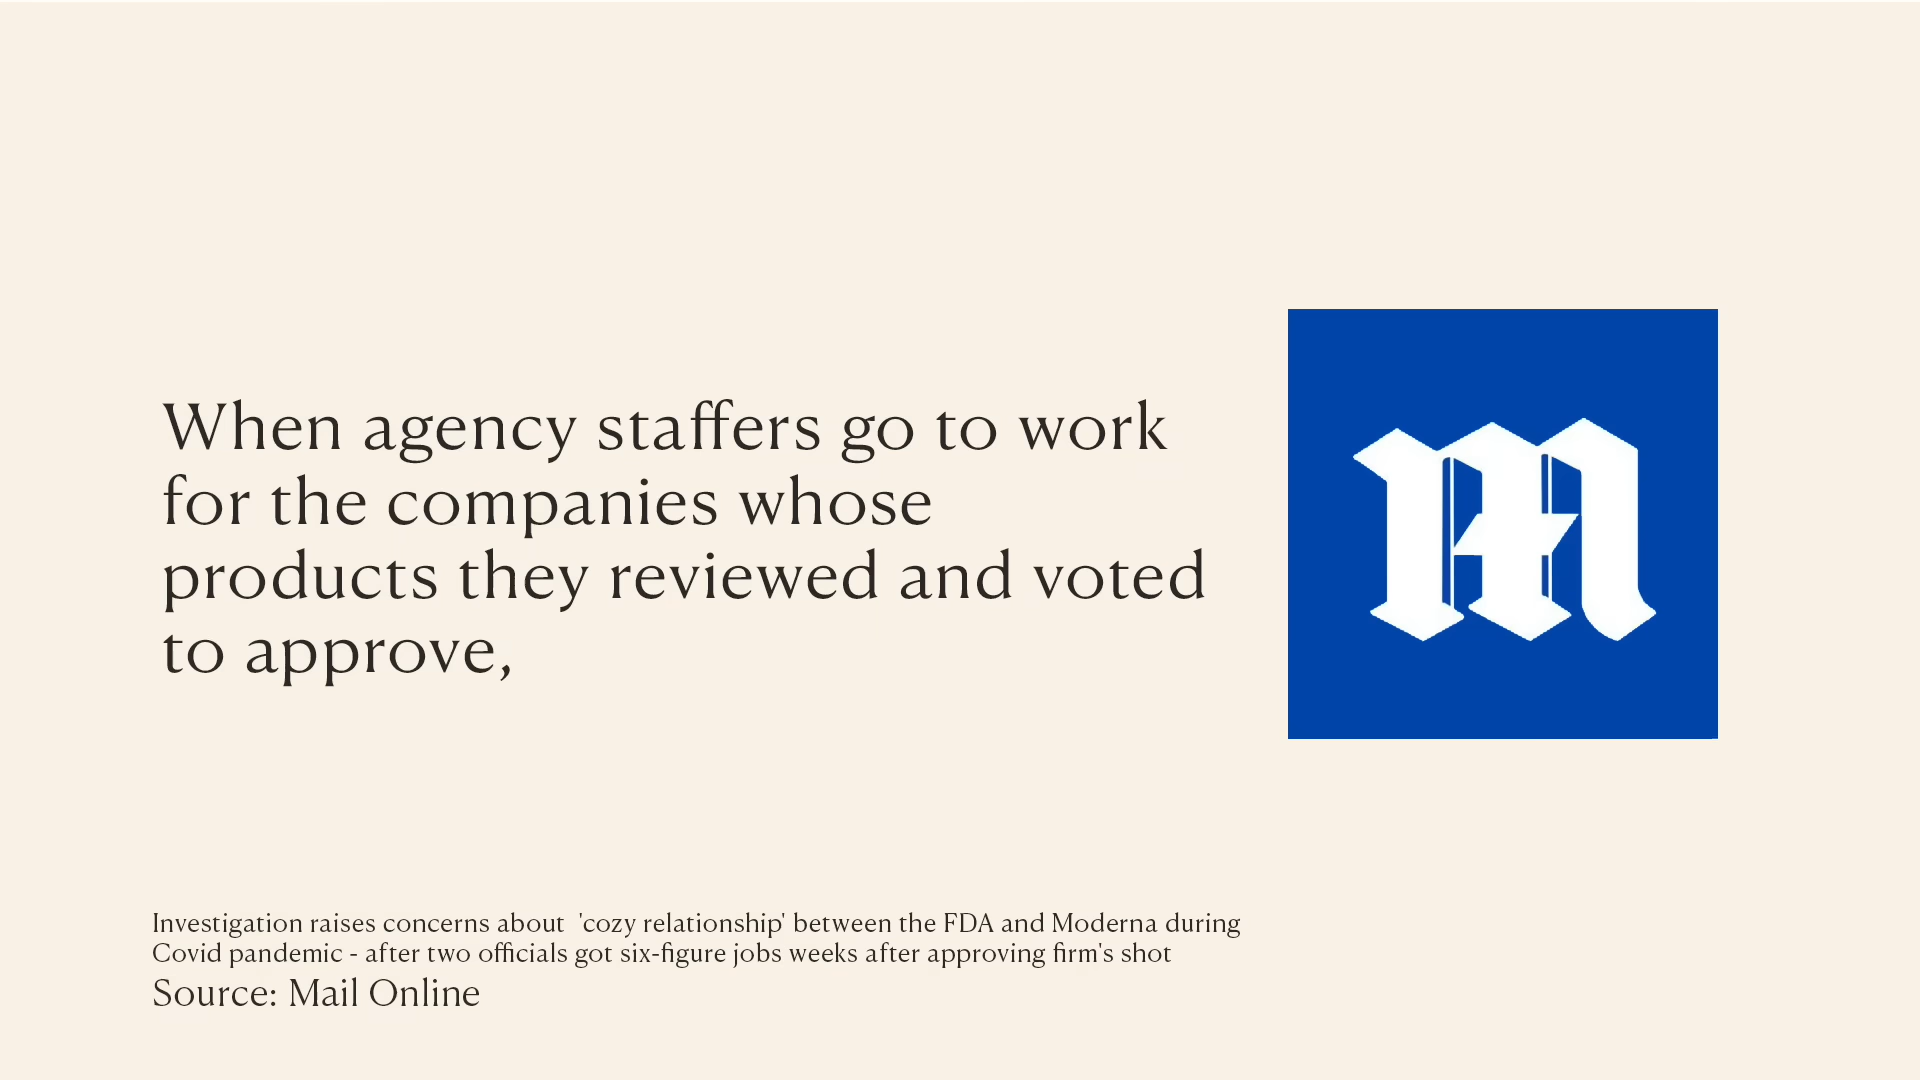 When agency staffers go to work
for the companies whose
products they reviewed and voted
to approve,
m
Investigation raises concerns about  'cozy relationship' between the FDA and Moderna during
Covid pandemic - after two officials got six-figure jobs weeks after approving firm's shot
Source: Mail Online